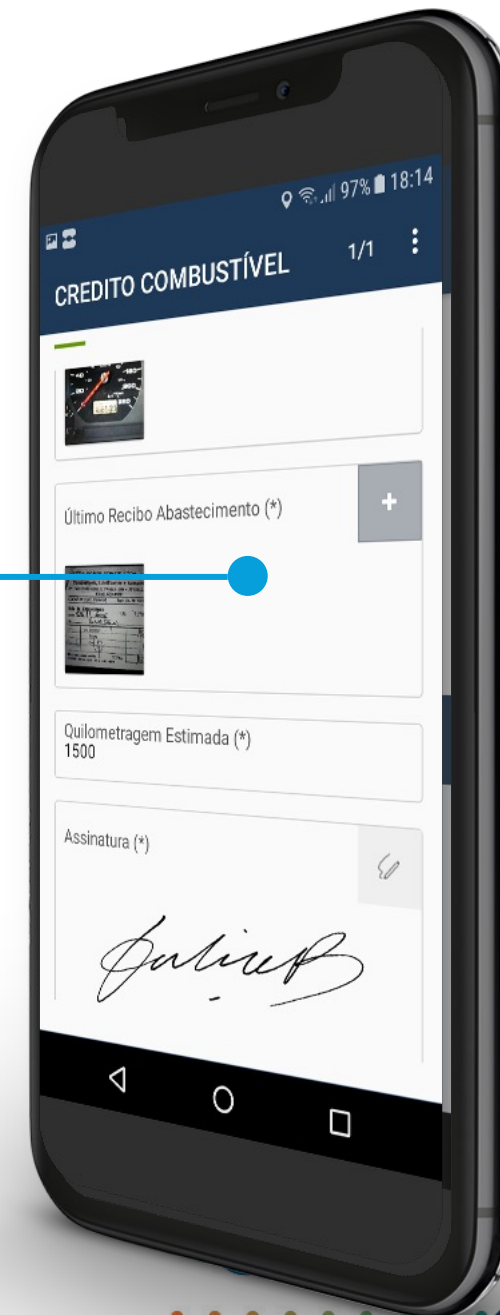 97% 18:14
CREDITO COMBUSTÍVEL 1/1
Último Recibo Abastecimento (*)
+
Quilometragem Estimada (*)
1500
Assinatura (*)